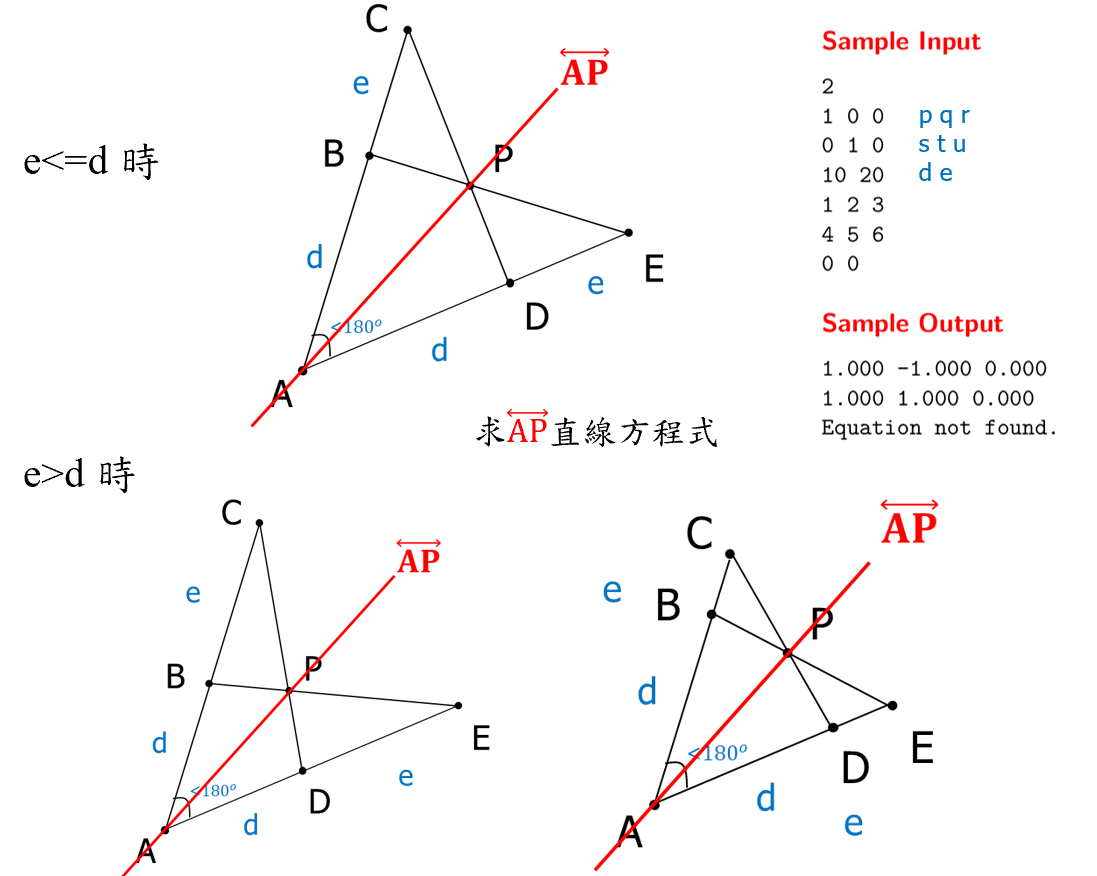 e<=d 時
C
e
B
d
AP
P
E
e
D
d
<180°
A
求AP直線方程式
Sample Input
2
1 0 0 p q r
0 1 0 s t u
10 20 d e
1 2 3
4 5 6
0 0
Sample Output
1.000 -1.000 0.000
1.000 1.000 0.000
Equation not found.
e>d 時
C
e
B
d
AP
P
E
e
D
d
<180°
A
C
e
B
d
AP
P
E
D
d
e
<180°
A